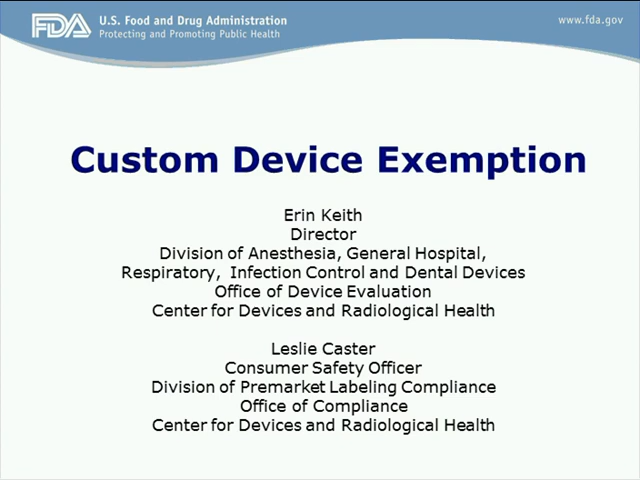 FDA U.S. Food and Drug Administration
Protecting and Promoting Public Health
www.fda.gov
Custom Device Exemption
Erin Keith
Director
Division of Anesthesia, General Hospital,
Respiratory, Infection Control and Dental Devices
Office of Device Evaluation
Center for Devices and Radiological Health
Leslie Caster
Consumer Safety Officer
Division of Premarket Labeling Compliance
Office of Compliance
Center for Devices and Radiological Health